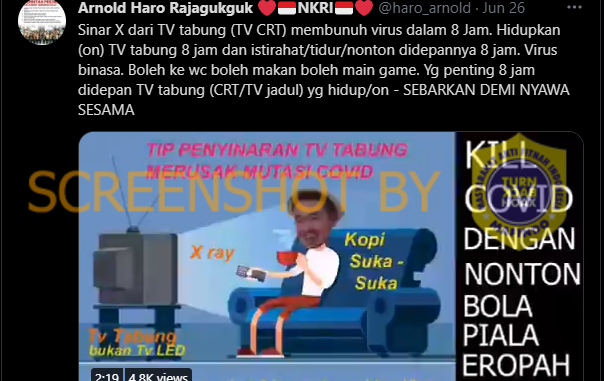 Arnold Haro Rajagukguk ❤️🇮🇩NKRI🇮🇩❤️ @haro_arnold · Jun 26 ...
Sinar X dari TV tabung (TV CRT) membunuh virus dalam 8 Jam. Hidupkan
(on) TV tabung 8 jam dan istirahat/tidur/nonton didepannya 8 jam. Virus
binasa. Boleh ke wc boleh makan boleh main game. Yg penting 8 jam
didepan TV tabung (CRT/TV jadul) yg hidup/on - SEBARKAN DEMI NYAWA
SESAMA
TIP PENYINARAN TV TABUNG
MERUSAK MUTASI COVID
SCREENSHOT BY
TURN
BACK
HOAX
X ray
Kopi
Suka -
Suka
Tv Tabung
bukan Tv LED
KILL
COVID
DENGAN
NONTON
BOLA
PIALA
EROPAH
2:19 4.8K views